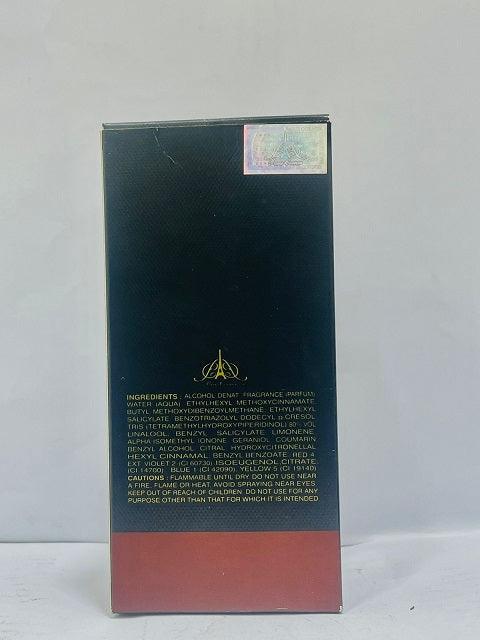 INGREDIENTS : ALCOHOL DENAT. FRAGRANCE (PARFUM)
WATER (AQUA) ETHYLHEXYL METHOXYCINNAMATE.
BUTYL METHOXYDIBENZOYLMETHANE. ETHYLHEXYL
SALICYLATE BENZOTRIAZOLYL DODECYL p CRESOL
TRIS (TETRAMETHYLHYDROXYPIPERIDINOL) 80% VOL
LINALOOL. BENZYL. SALICYLATE LIMONENE.
ALPHA ISOMETHYL IONONE GERANIOL COUMARIN
BENZYL ALCOHOL CITRAL HYDROXYCITRONELLAL
HEXYL CINNAMAL. BENZYL BENZOATE. RED 4
EXT VIOLET 2 (CI 60730) ISOEUGENOL CITRATE.
(CI 14700) BLUE 1 (CI 42090). YELLOW 5 (CI 19140)
CAUTIONS : FLAMMABLE UNTIL DRY. DO NOT USE NEAR
A FIRE. FLAME OR HEAT. AVOID SPRAYING NEAR EYES.
KEEP OUT OF REACH OF CHILDREN. DO NOT USE FOR ANY
PURPOSE OTHER THAN THAT FOR WHICH IT IS INTENDED